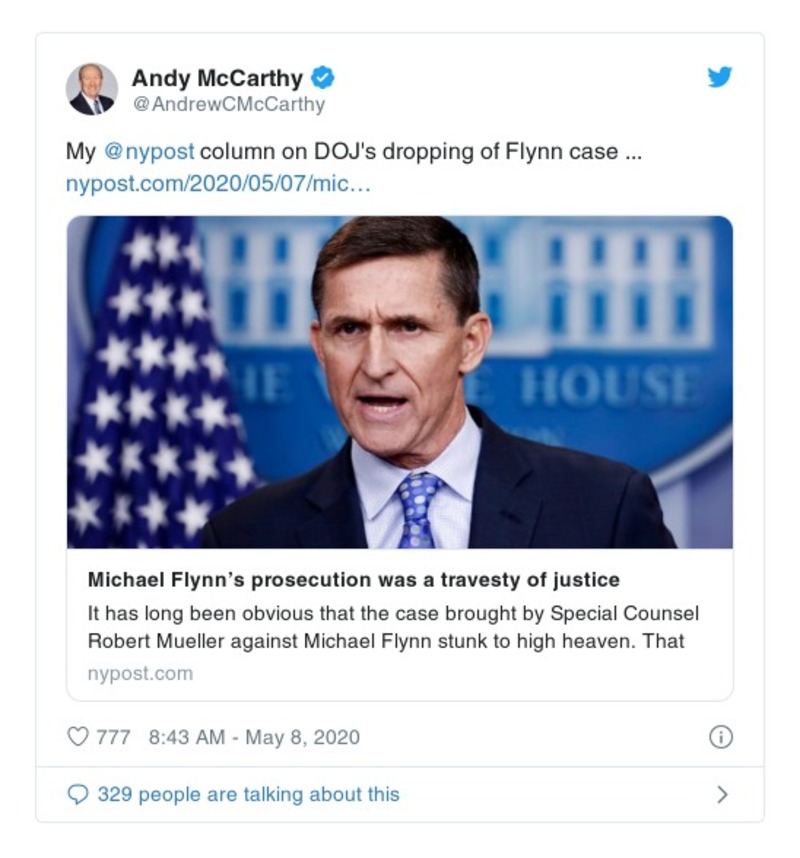 Andy McCarthy
@AndrewCMcCarthy
My @nypost column on DOJ's dropping of Flynn case ...
nypost.com/2020/05/07/mic…
THE WHITE HOUSE
Michael Flynn’s prosecution was a travesty of justice
It has long been obvious that the case brought by Special Counsel
Robert Mueller against Michael Flynn stunk to high heaven. That
nypost.com
777 8:43 AM - May 8, 2020
329 people are talking about this